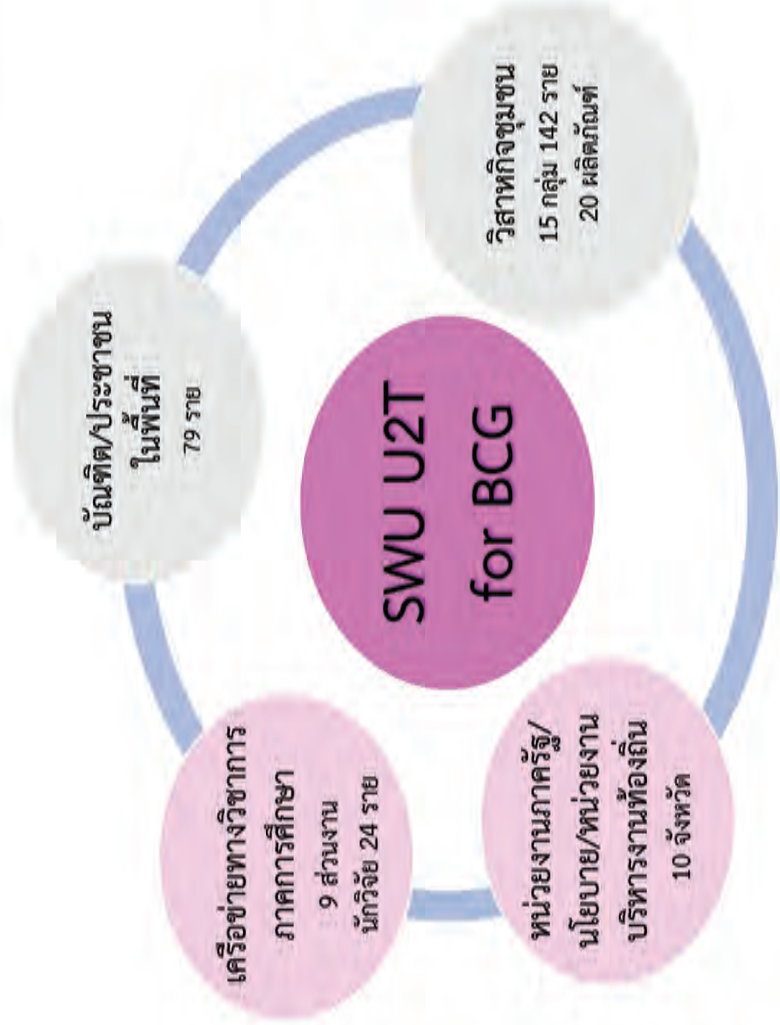 บัณฑิต/ประชาชน
ในพื้นที่
79 ราย
วิสาหกิจชุมชน
15 กลุ่ม 142 ราย
20 ผลิตภัณฑ์
SWU U2T
for BCG
เครือข่ายทางวิชาการ
ภาคการศึกษา
9 ส่วนงาน
นักวิจัย 24 ราย
หน่วยงานภาครัฐ/
นโยบาย/หน่วยงาน
บริหารงานท้องถิ่น
10 จังหวัด